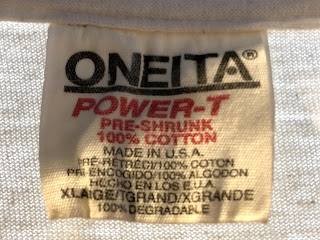 ONEITA®
POWER-T
PRE-SHRUNK
100% COTTON
MADE IN U.S.A.
PRÉ-RÉTRÉCI/100% COTON
PRE-ENCOGIDO/100% ALGODON
HECHO EN LOS E.U.A.
XLARGE/TGRAND/XGRANDE
100% DEGRADABLE